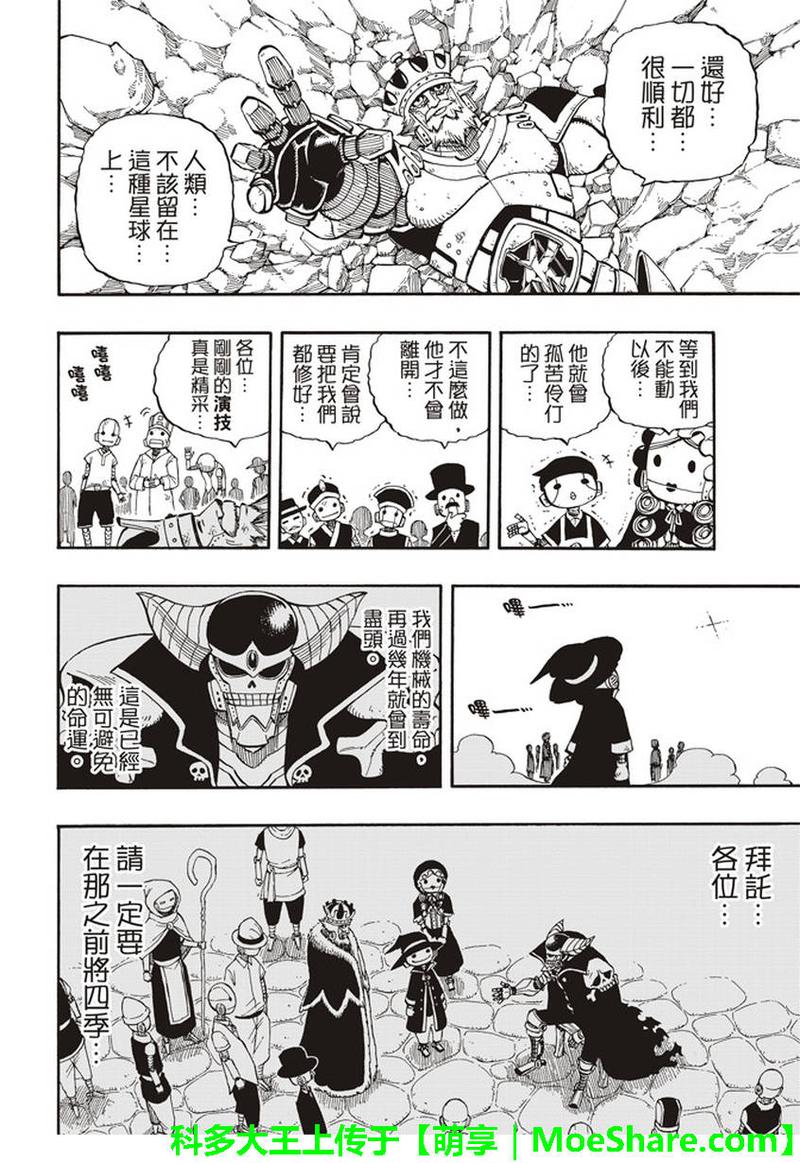 還好…
一切都…
很順利…
人類…
不該留在…
這種星球…
上…
等到我們
不能動
以後…
他就會
孤苦伶仃
的了…
不這麼做，
他才不會
離開…
肯定會說
要把我們
都修好…
各位…
剛剛的演技
真是精采…
嘻嘻
嘻嘻
嗶一一…
嗶一一…
我們機械的壽命，
再過幾年就會到
盡頭。
這是已經
無可避免
的命運。
拜託…
各位…
請一定要
在那之前將四季…
科多大王上传于【萌享|MoeShare.com】